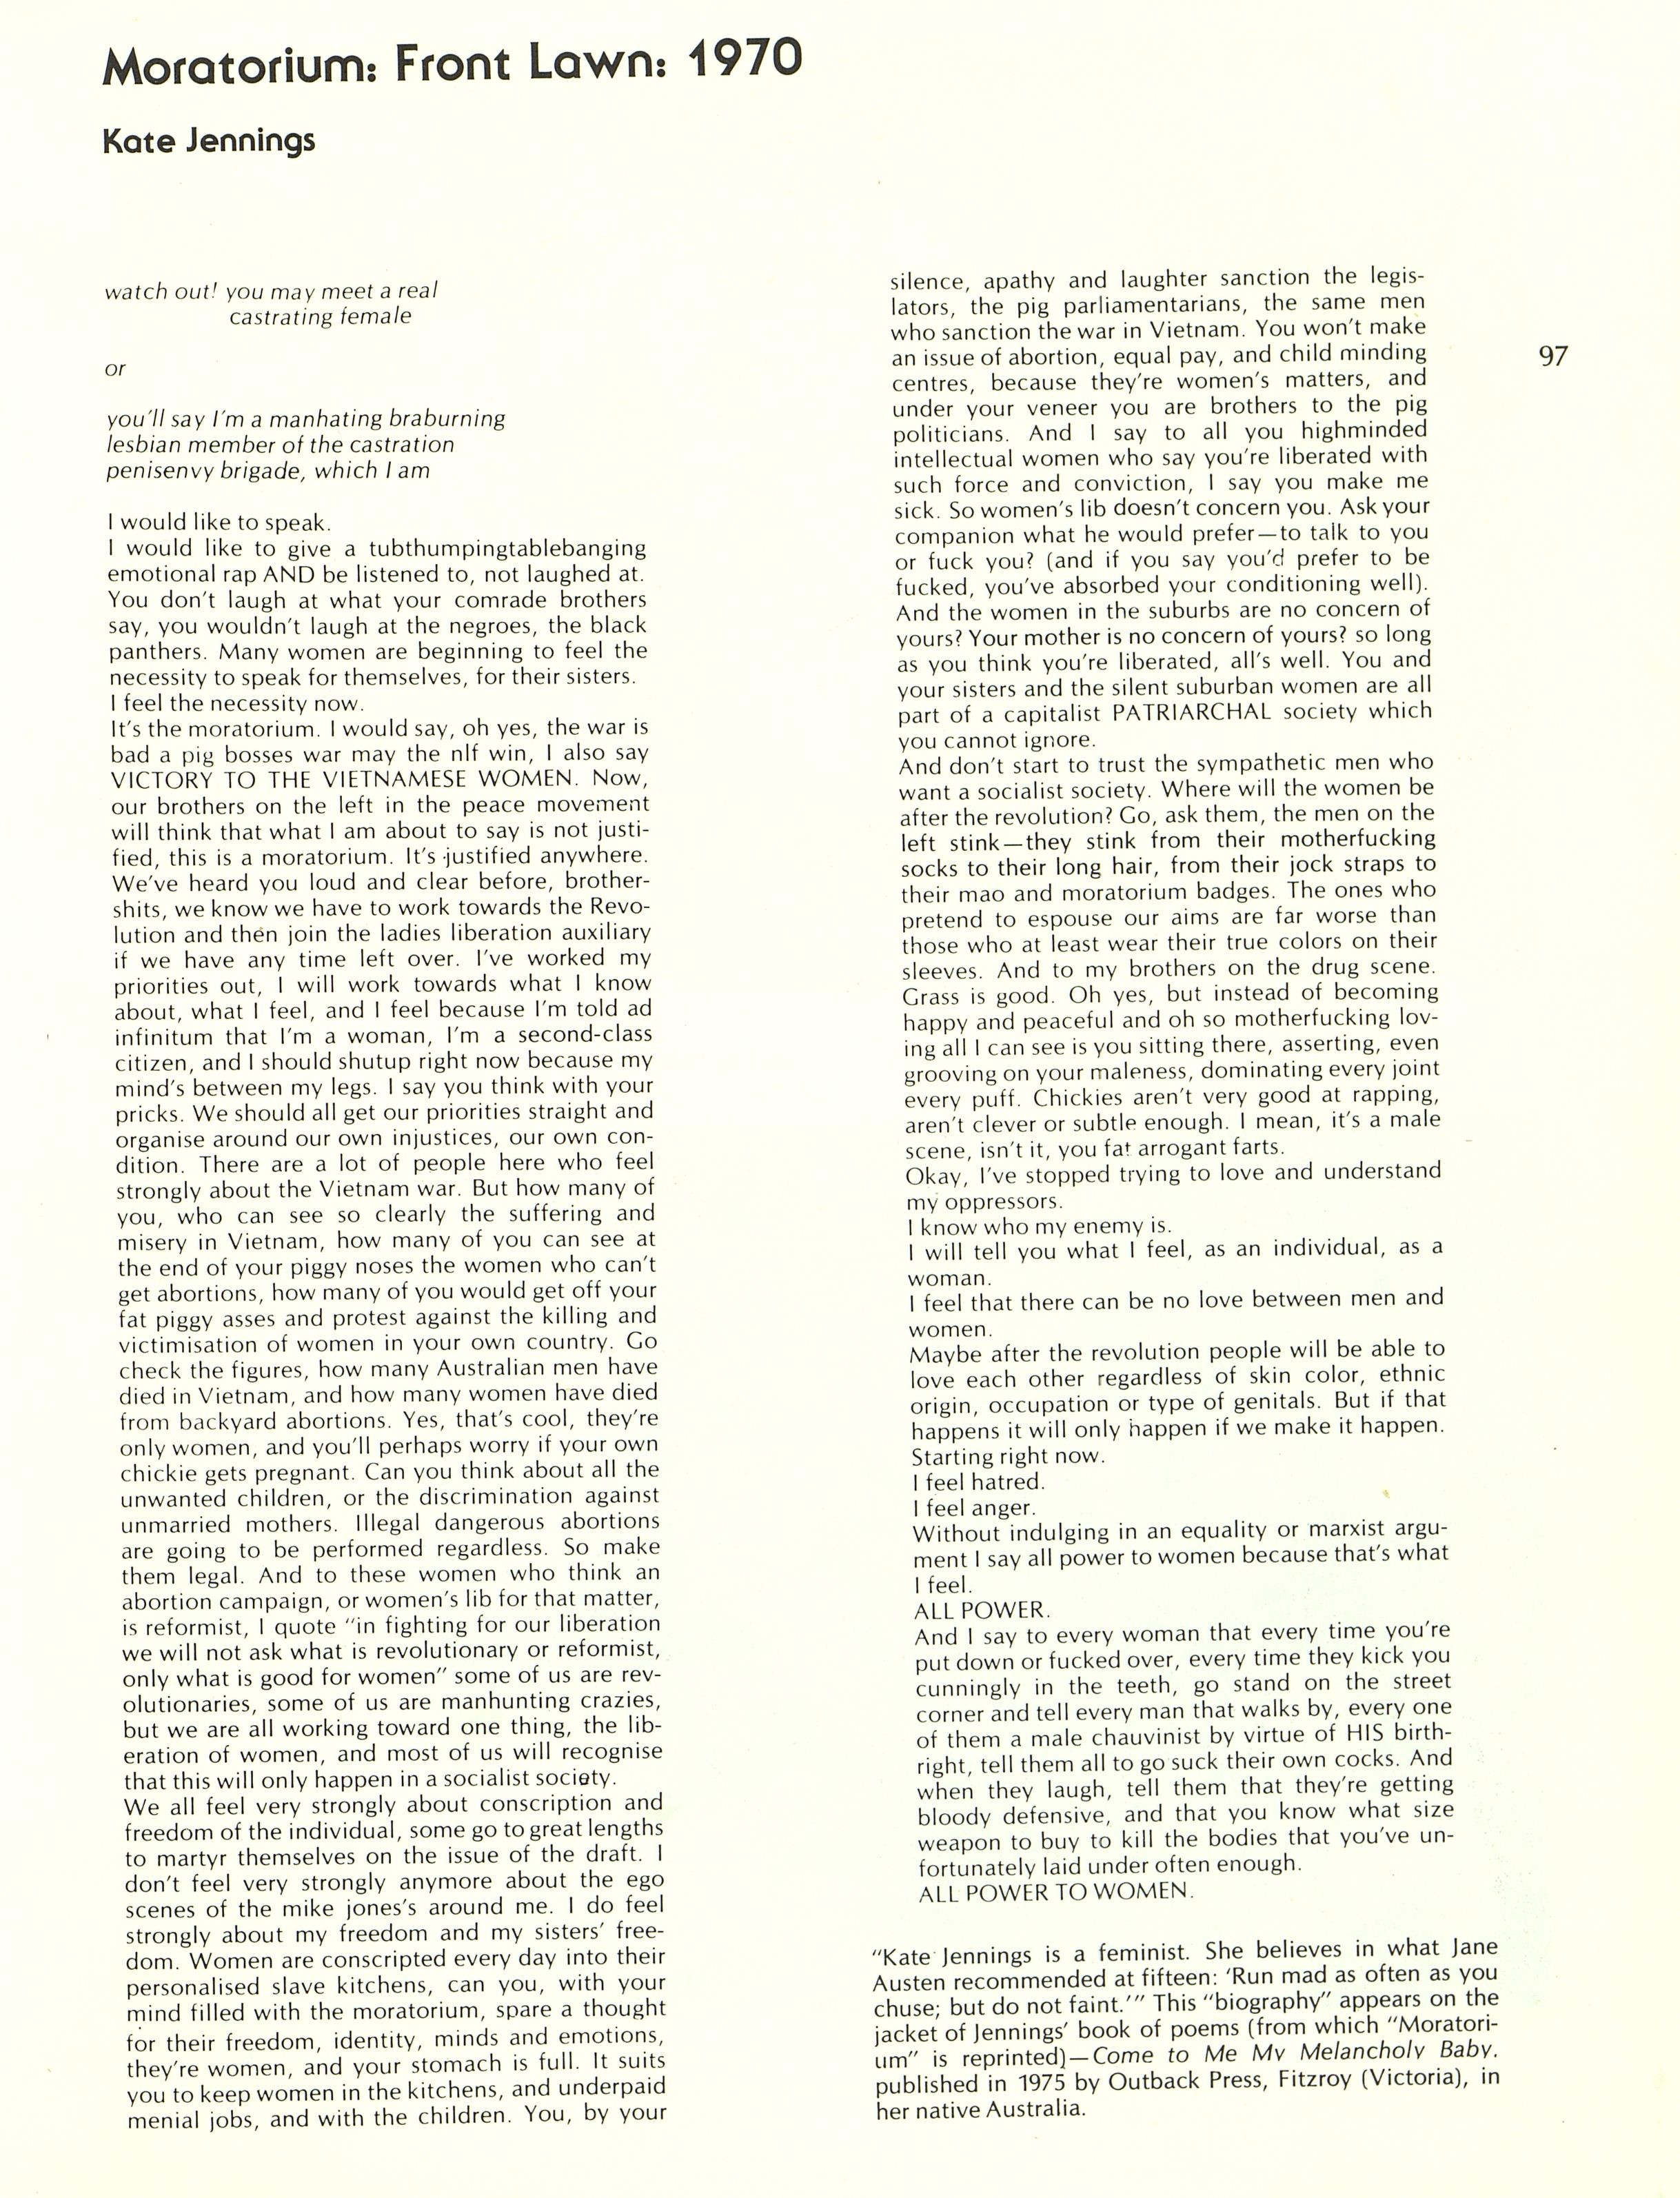 Moratorium: Front Lawn: 1970
Kate Jennings
watch out! you may meet a real
castrating female
or
you'll say I'm a manhating braburning
lesbian member of the castration
penisenvy brigade, which I am
I would like to speak.
I would like to give a tubthumpingtablebanging
emotional rap AND be listened to, not laughed at.
You don't laugh at what your comrade brothers
say, you wouldn't laugh at the negroes, the black
panthers. Many women are beginning to feel the
necessity to speak for themselves, for their sisters.
I feel the necessity now.
It's the moratorium. I would say, oh yes, the war is
bad a pig bosses war may the nlf win, I also say
VICTORY TO THE VIETNAMESE WOMEN. Now,
our brothers on the left in the peace movement
will think that what I am about to say is not justi-
fied, this is a moratorium. It's justified anywhere.
We've heard you loud and clear before, brother-
shits, we know we have to work towards the Revo-
lution and then join the ladies liberation auxiliary
if we have any time left over. I've worked my
priorities out, I will work towards what I know
about, what I feel, and I feel because I'm told ad
infinitum that I'm a woman, I'm a second-class
citizen, and I should shutup right now because my
mind's between my legs. I say you think with your
pricks. We should all get our priorities straight and
organise around our own injustices, our own con-
dition. There are a lot of people here who feel
strongly about the Vietnam war. But how many of
you, who can see so clearly the suffering and
misery in Vietnam, how many of you can see at
the end of your piggy noses the women who can't
get abortions, how many of you would get off your
fat piggy asses and protest against the killing and
victimisation of women in your own country. Go
check the figures, how many Australian men have
died in Vietnam, and how many women have died
from backyard abortions. Yes, that's cool, they're
only women, and you'll perhaps worry if your own
chickie gets pregnant. Can you think about all the
unwanted children, or the discrimination against
unmarried mothers. Illegal dangerous abortions
are going to be performed regardless. So make
them legal. And to these women who think an
abortion campaign, or women's lib for that matter,
is reformist, I quote "in fighting for our liberation
we will not ask what is revolutionary or reformist,
only what is good for women" some of us are rev-
olutionaries, some of us are manhunting crazies,
but we are all working toward one thing, the lib-
eration of women, and most of us will recognise
that this will only happen in a socialist society.
We all feel very strongly about conscription and
freedom of the individual, some go to great lengths
to martyr themselves on the issue of the draft. I
don't feel very strongly anymore about the ego
scenes of the mike jones's around me. I do feel
strongly about my freedom and my sisters' free-
dom. Women are conscripted every day into their
personalised slave kitchens, can you, with your
mind filled with the moratorium, spare a thought
for their freedom, identity, minds and emotions,
they're women, and your stomach is full. It suits
you to keep women in the kitchens, and underpaid
menial jobs, and with the children. You, by your
silence, apathy and laughter sanction the legis-
lators, the pig parliamentarians, the same men
who sanction the war in Vietnam. You won't make
an issue of abortion, equal pay, and child minding
centres, because they're women's matters, and
under your veneer you are brothers to the pig
politicians. And I say to all you highminded
intellectual women who say you're liberated with
such force and conviction, I say you make me
sick. So women's lib doesn't concern you. Ask your
companion what he would prefer—to talk to you
or fuck you? (and if you say you'd prefer to be
fucked, you've absorbed your conditioning well).
And the women in the suburbs are no concern of
yours? Your mother is no concern of yours? so long
as you think you're liberated, all's well. You and
your sisters and the silent suburban women are all
part of a capitalist PATRIARCHAL society which
you cannot ignore.
And don't start to trust the sympathetic men who
want a socialist society. Where will the women be
after the revolution? Go, ask them, the men on the
left stink—they stink from their motherfucking
socks to their long hair, from their jock straps to
their mao and moratorium badges. The ones who
pretend to espouse our aims are far worse than
those who at least wear their true colors on their
sleeves. And to my brothers on the drug scene.
Grass is good. Oh yes, but instead of becoming
happy and peaceful and oh so motherfucking lov-
ing all I can see is you sitting there, asserting, even
grooving on your maleness, dominating every joint
every puff. Chickies aren't very good at rapping,
aren't clever or subtle enough. I mean, it's a male
scene, isn't it, you fat arrogant farts.
Okay, I've stopped trying to love and understand
my oppressors.
I know who my enemy is.
I will tell you what I feel, as an individual, as a
woman.
I feel that there can be no love between men and
women.
Maybe after the revolution people will be able to
love each other regardless of skin color, ethnic
origin, occupation or type of genitals. But if that
happens it will only happen if we make it happen.
Starting right now.
I feel hatred.
I feel anger.
Without indulging in an equality or marxist argu-
ment I say all power to women because that's what
I feel.
ALL POWER.
And I say to every woman that every time you're
put down or fucked over, every time they kick you
cunningly in the teeth, go stand on the street
corner and tell every man that walks by, every one
of them a male chauvinist by virtue of HIS birth-
right, tell them all to go suck their own cocks. And
when they laugh, tell them that they're getting
bloody defensive, and that you know what size
weapon to buy to kill the bodies that you've un-
fortunately laid under often enough.
ALL POWER TO WOMEN.
"Kate Jennings is a feminist. She believes in what Jane
Austen recommended at fifteen: 'Run mad as often as you
chuse; but do not faint.'" This "biography" appears on the
jacket of Jennings' book of poems (from which "Moratori-
um" is reprinted)—Come to Me My Melancholy Baby,
published in 1975 by Outback Press, Fitzroy (Victoria), in
her native Australia.
97